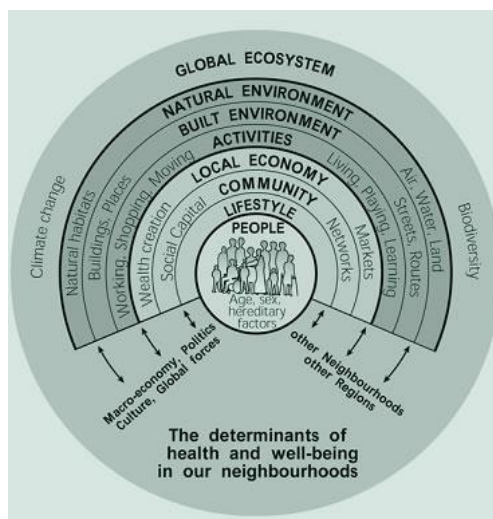 GLOBAL ECOSYSTEM
NATURAL ENVIRONMENT
BUILT ENVIRONMENT
ACTIVITIES
LOCAL ECONOMY
COMMUNITY
LIFESTYLE
PEOPLE
Age, sex,
hereditary
factors
Climate change
Natural habitats
Buildings, Places
Working, Shopping, Moving
Wealth creation
Social Capital
Biodiversity
Air, Water, Land
Streets, Routes
Living, Playing, Learning
Markets
Networks
Macro-economy, Politics
Culture, Global forces
other Neighbourhoods
other Regions
The determinants of
health and well-being
in our neighbourhoods